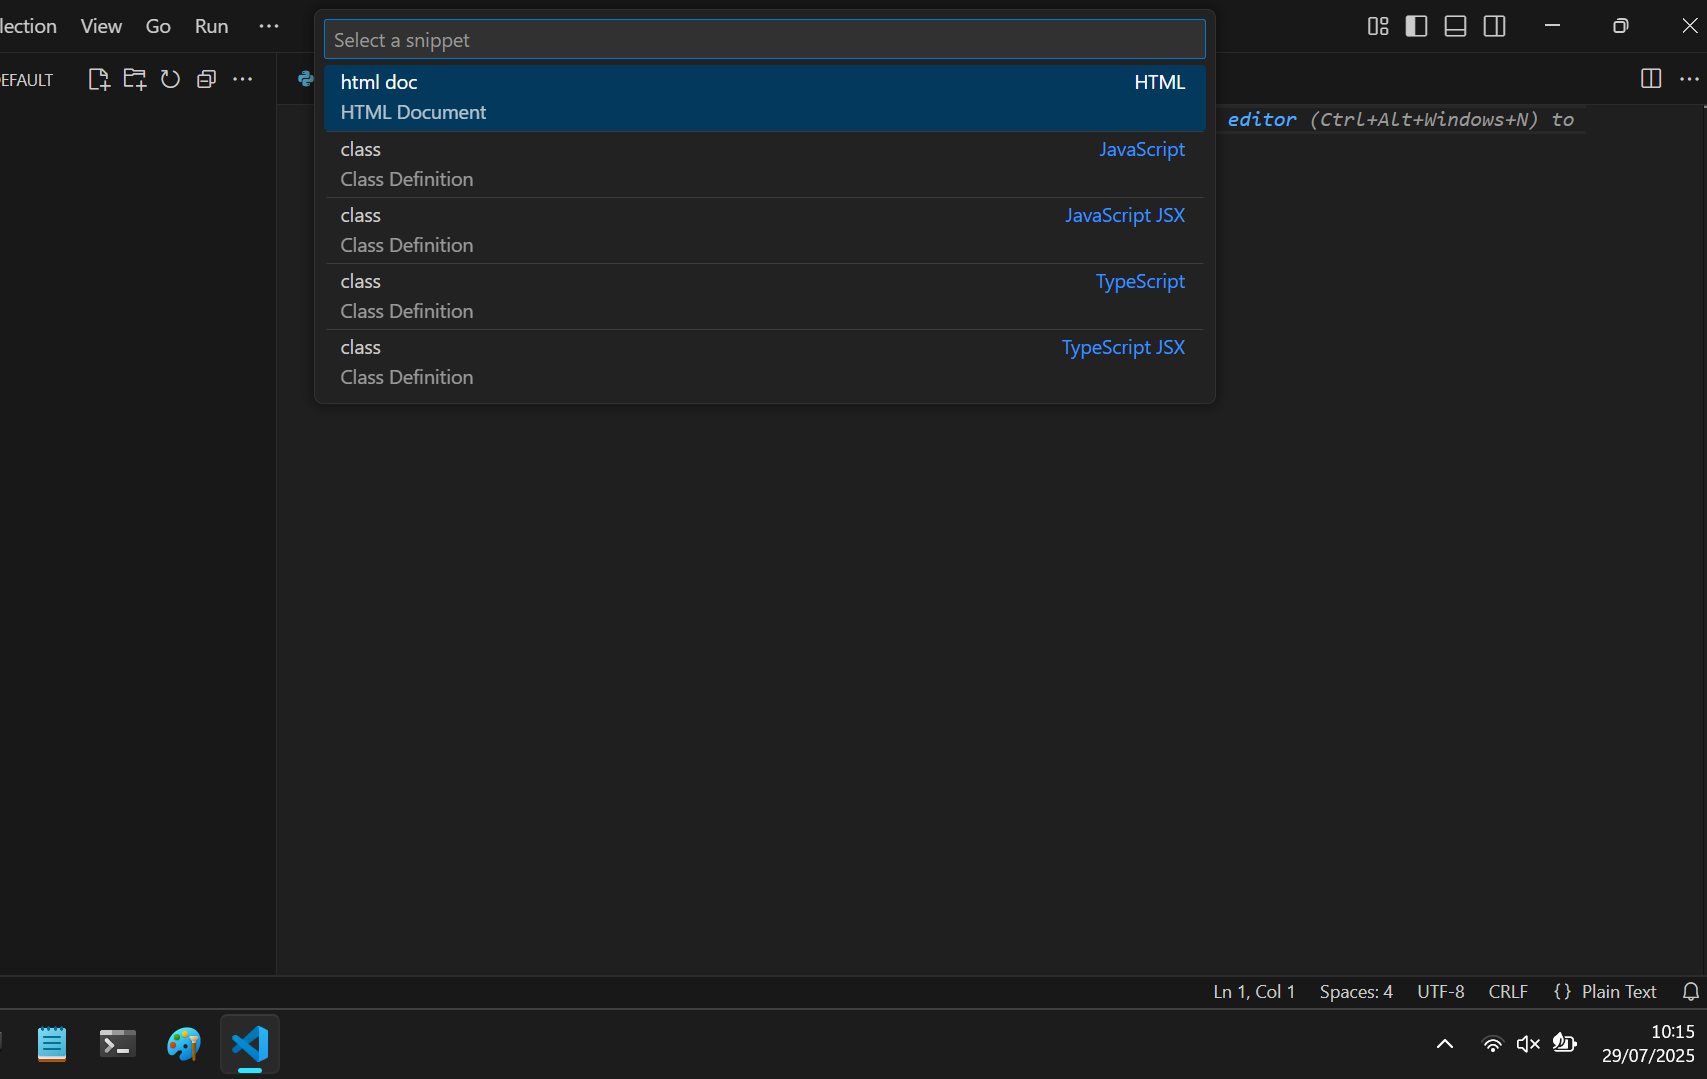 lection View Go Run
Select a snippet
EFAULT
html doc HTML
HTML Document
editor (Ctrl+Alt+Windows+N) to
class JavaScript
Class Definition
class JavaScript JSX
Class Definition
class TypeScript
Class Definition
class TypeScript JSX
Class Definition
Ln 1, Col 1 Spaces: 4 UTF-8 CRLF {} Plain Text
10:15
29/07/2025